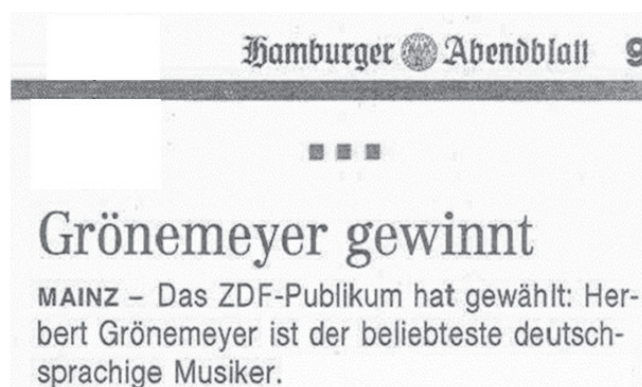 Hamburger Abendblatt 9
Grönemeyer gewinnt
MAINZ – Das ZDF-Publikum hat gewählt: Her-
bert Grönemeyer ist der beliebteste deutsch-
sprachige Musiker.